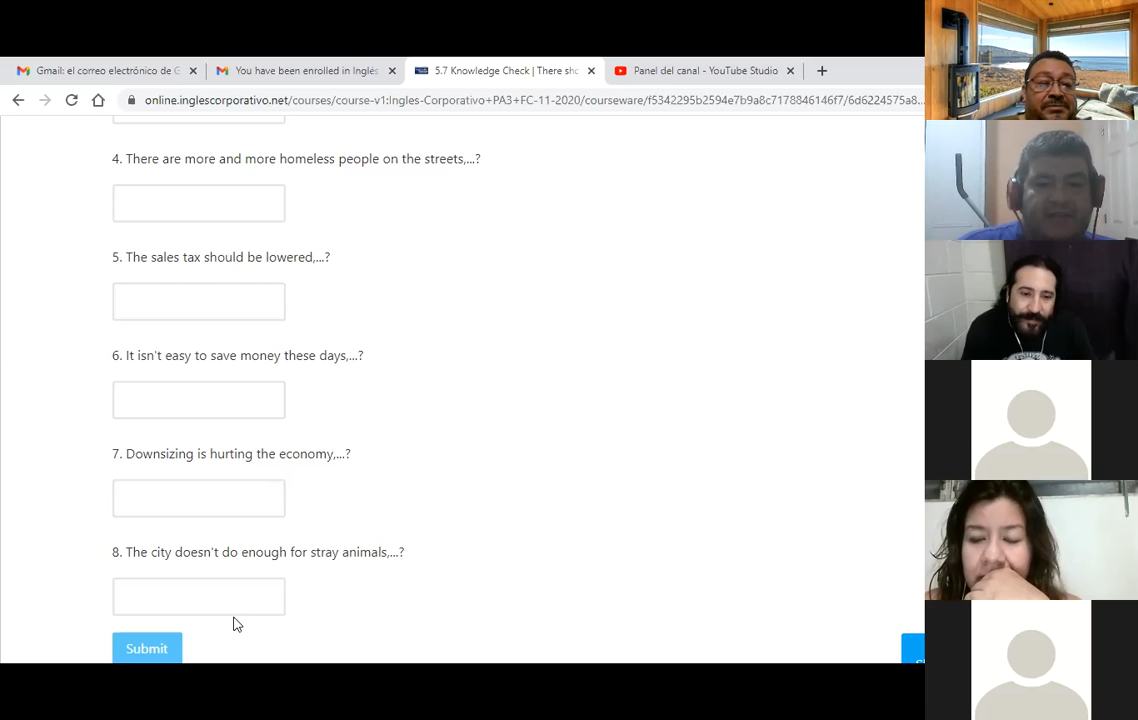 Gmail: el correo electrónico de G
You have been enrolled in Inglés
5.7 Knowledge Check | There sho
Panel del canal - YouTube Studio
online.inglescorporativo.net/courses/course-v1:Ingles-Corporativo+PA3+FC-11-2020/courseware/f5342295b2594e7b9a8c7178846146f7/6d6224575a8...
4. There are more and more homeless people on the streets,...?
5. The sales tax should be lowered,...?
6. It isn't easy to save money these days,...?
7. Downsizing is hurting the economy,...?
8. The city doesn't do enough for stray animals,...?
Submit